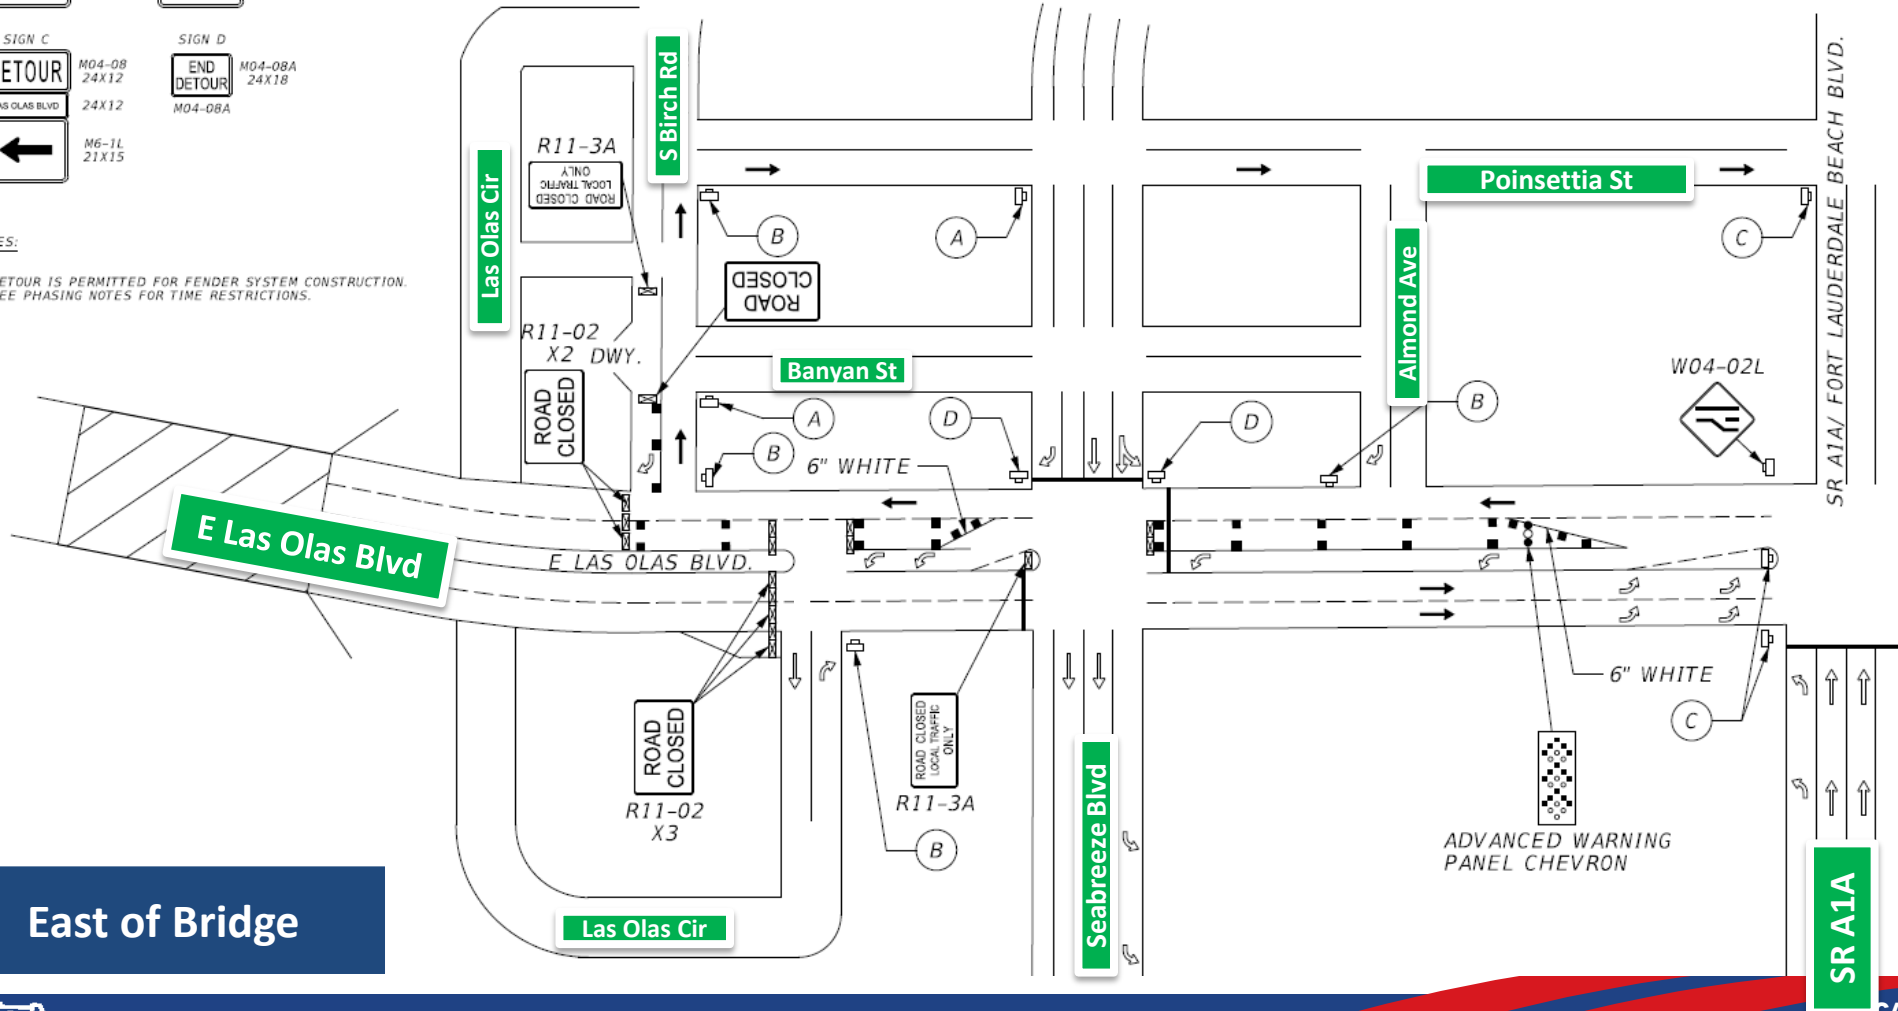 SIGN C
ETOUR
M04-08
24X12
AS OLAS BLVD
24X12
M6-1L
21X15
SIGN D
END
DETOUR
M04-08A
24X18
M04-08A
ES:
ETOUR IS PERMITTED FOR FENDER SYSTEM CONSTRUCTION.
EE PHASING NOTES FOR TIME RESTRICTIONS.
Las Olas Cir
R11-3A
ROAD CLOSED
LOCAL TRAFFIC
ONLY
S Birch Rd
B
A
ROAD
CLOSED
Poinsettia St
C
Almond Ave
SR A1A/ FORT LAUDERDALE BEACH BLVD.
R11-02
X2
DWY.
ROAD
CLOSED
Banyan St
A
D
B
6" WHITE
D
B
W04-02L
E Las Olas Blvd
E LAS OLAS BLVD.
ROAD
CLOSED
R11-02
X3
ROAD CLOSED
LOCAL TRAFFIC
ONLY
R11-3A
B
Seabreeze Blvd
6" WHITE
C
ADVANCED WARNING
PANEL CHEVRON
SR A1A
East of Bridge
Las Olas Cir